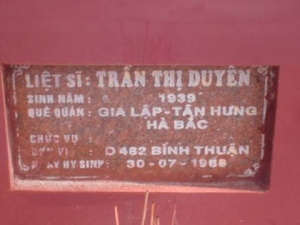 LIỆT SĨ: TRẦN THỊ DUYÊN
SINH NĂM: 1939
QUÊ QUÁN: GIA LẬP-TÂN HƯNG
HÀ BẮC
CHỨC VỤ
VỊ D 482 BÌNH THUẬN
HY SINH: 30-07-1968